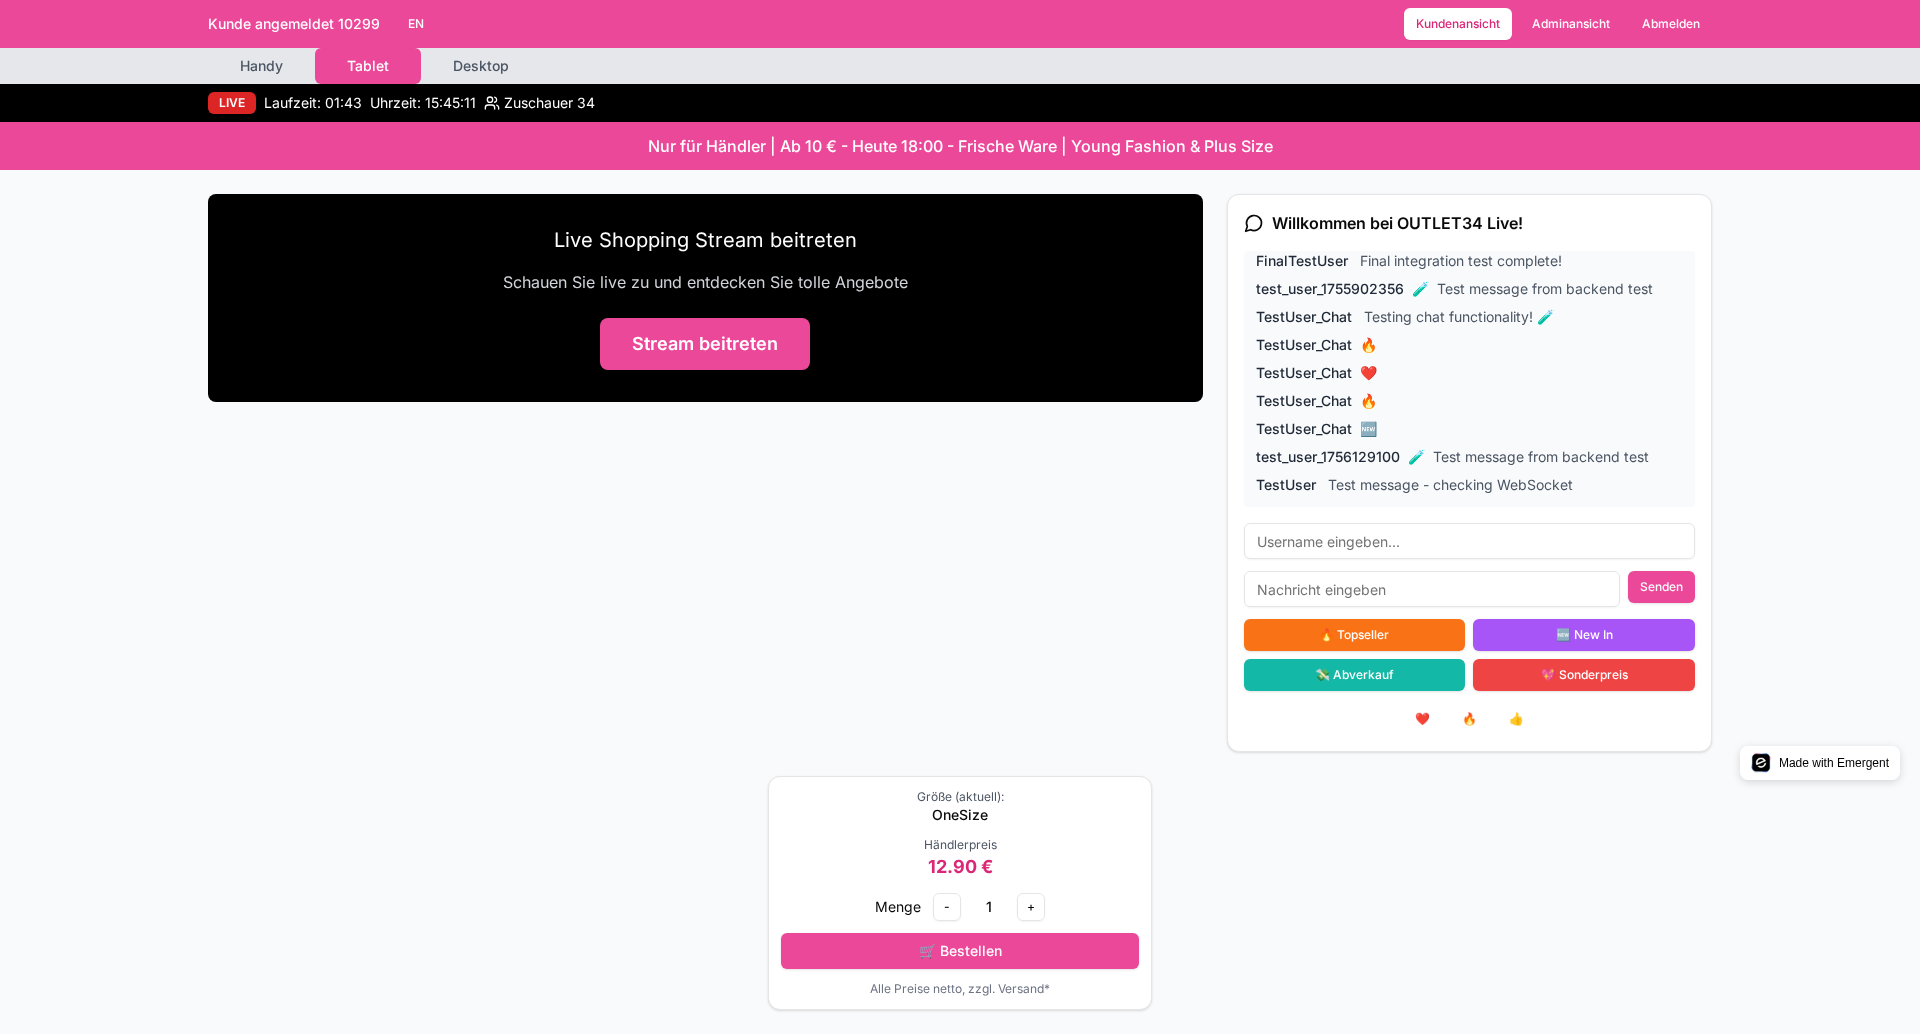 Kunde angemeldet 10299 EN Kundenansicht Adminansicht Abmelden
Handy Tablet Desktop
LIVE Laufzeit: 01:43 Uhrzeit: 15:45:11 Zuschauer 34
Nur für Händler | Ab 10 € - Heute 18:00 - Frische Ware | Young Fashion & Plus Size
Live Shopping Stream beitreten
Schauen Sie live zu und entdecken Sie tolle Angebote
Stream beitreten
Willkommen bei OUTLET34 Live!
FinalTestUser Final integration test complete!
test_user_1755902356 🧪 Test message from backend test
TestUser_Chat Testing chat functionality! 🧪
TestUser_Chat 🔥
TestUser_Chat ❤️
TestUser_Chat 🔥
TestUser_Chat 🆕
test_user_1756129100 🧪 Test message from backend test
TestUser Test message - checking WebSocket
Username eingeben...
Nachricht eingeben Senden
🔥 Topseller 🆕 New In
💸 Abverkauf 💖 Sonderpreis
❤️ 🔥 👍
Made with Emergent
Größe (aktuell):
OneSize
Händlerpreis
12.90 €
Menge - 1 +
🛒 Bestellen
Alle Preise netto, zzgl. Versand*